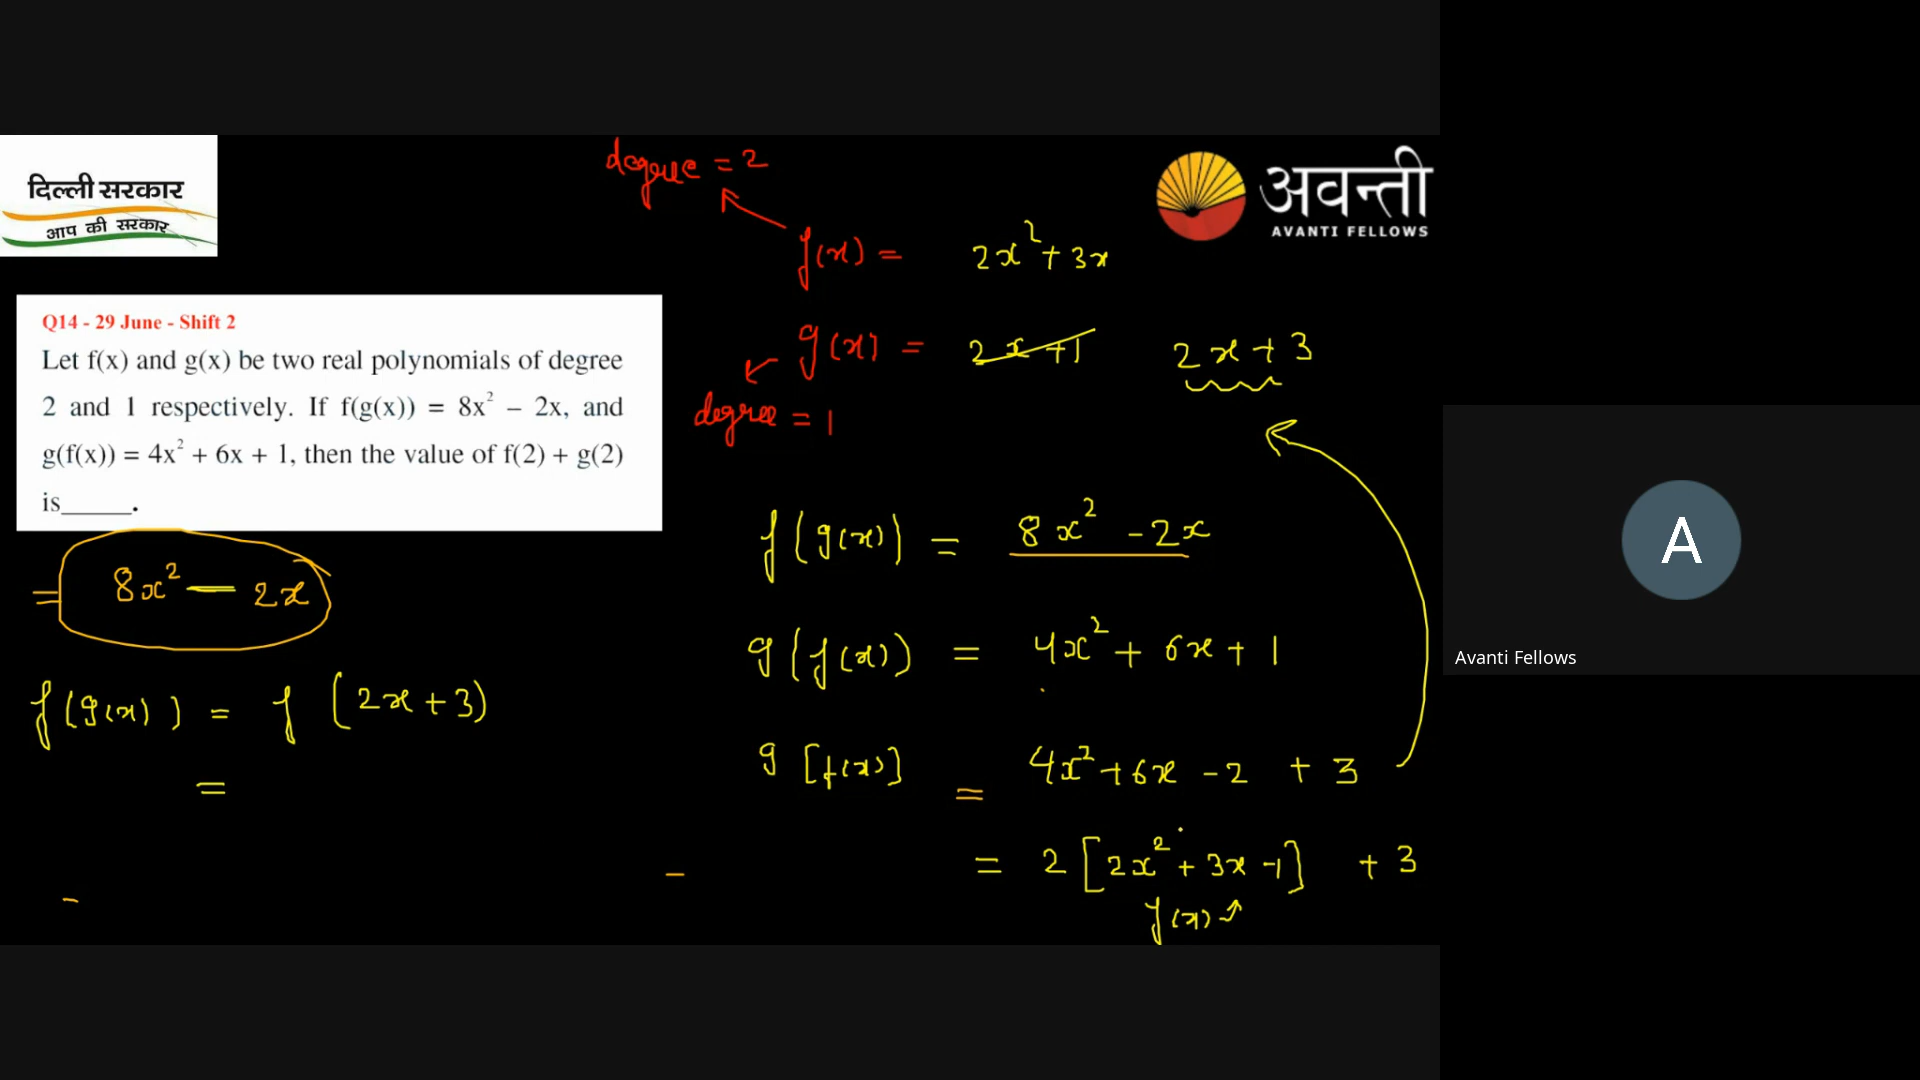 दिल्ली सरकार
आप की सरकार
degree = 2
अवन्ती
AVANTI FELLOWS
f(x) = 2x² + 3x
Q14 - 29 June - Shift 2
Let f(x) and g(x) be two real polynomials of degree
2 and 1 respectively. If f(g(x)) = 8x² – 2x, and
g(f(x)) = 4x² + 6x + 1, then the value of f(2) + g(2)
is_____.
g(x) = 2x+1 2x + 3
degree = 1
f(g(x)) = 8x² - 2x
= 8x² — 2x
g(f(x)) = 4x² + 6x + 1
f(g(x)) = f(2x+3)
=
g[f(x)] = 4x² + 6x - 2 + 3
= 2[2x² + 3x - 1] + 3
f(x)
A
Avanti Fellows